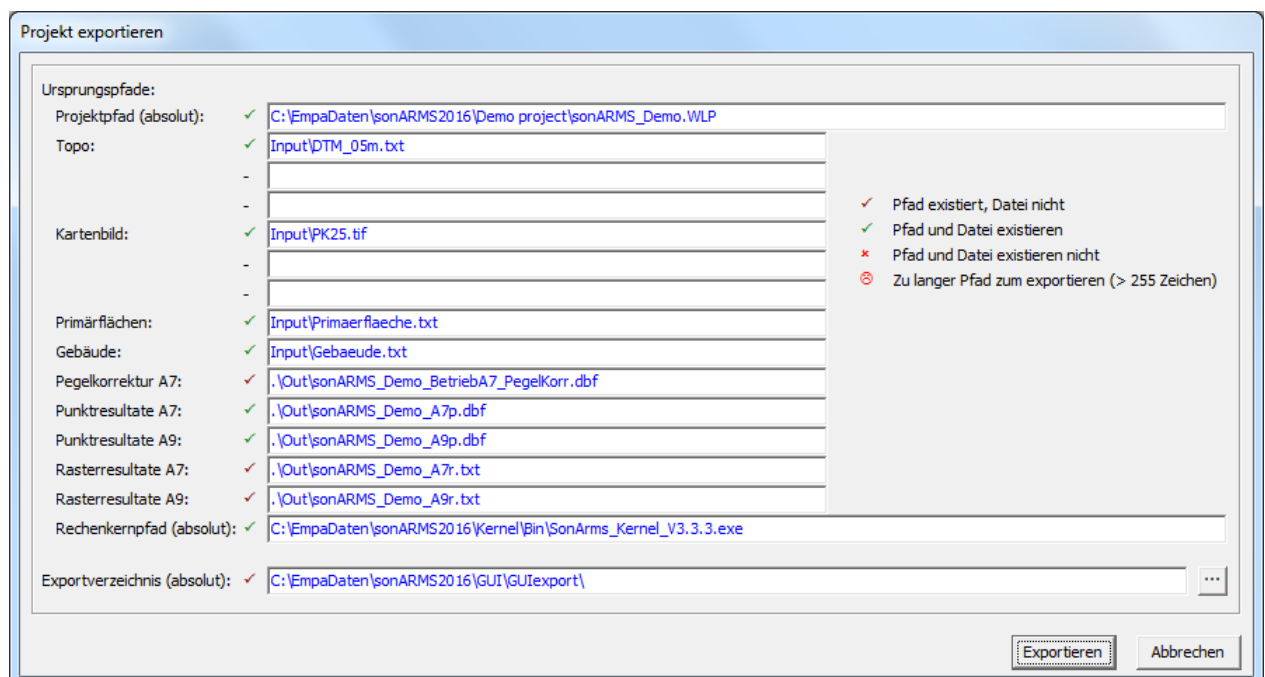 Projekt exportieren
Ursprungspfade:
Projektpfad (absolut): ✓ C:\EmpaDaten\sonARMS2016\Demo project\sonARMS_Demo.WLP
Topo: ✓ Input\DTM_05m.txt
-
-
Kartenbild: ✓ Input\PK25.tif
-
-
✓ Pfad existiert, Datei nicht
✓ Pfad und Datei existieren
× Pfad und Datei existieren nicht
☹ Zu langer Pfad zum exportieren (> 255 Zeichen)
Primärflächen: ✓ Input\Primaerflaeche.txt
Gebäude: ✓ Input\Gebaeude.txt
Pegelkorrektur A7: ✓ .\Out\sonARMS_Demo_BetriebA7_PegelKorr.dbf
Punktresultate A7: ✓ .\Out\sonARMS_Demo_A7p.dbf
Punktresultate A9: ✓ .\Out\sonARMS_Demo_A9p.dbf
Rasterresultate A7: ✓ .\Out\sonARMS_Demo_A7r.txt
Rasterresultate A9: ✓ .\Out\sonARMS_Demo_A9r.txt
Rechenkernpfad (absolut): ✓ C:\EmpaDaten\sonARMS2016\Kernel\Bin\SonArms_Kernel_V3.3.3.exe
Exportverzeichnis (absolut): ✓ C:\EmpaDaten\sonARMS2016\GUI\GUIexport\ ...
Exportieren Abbrechen